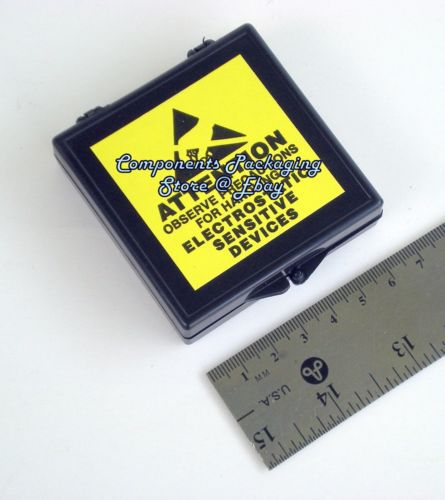 Components Packaging
Store @Ebay
ATTENTION
OBSERVE PRECAUTIONS
FOR HANDLING
ELECTROSTATIC
SENSITIVE
DEVICES
1 2 3 4 5 6 7
MM
U.S.A.
15 14 13